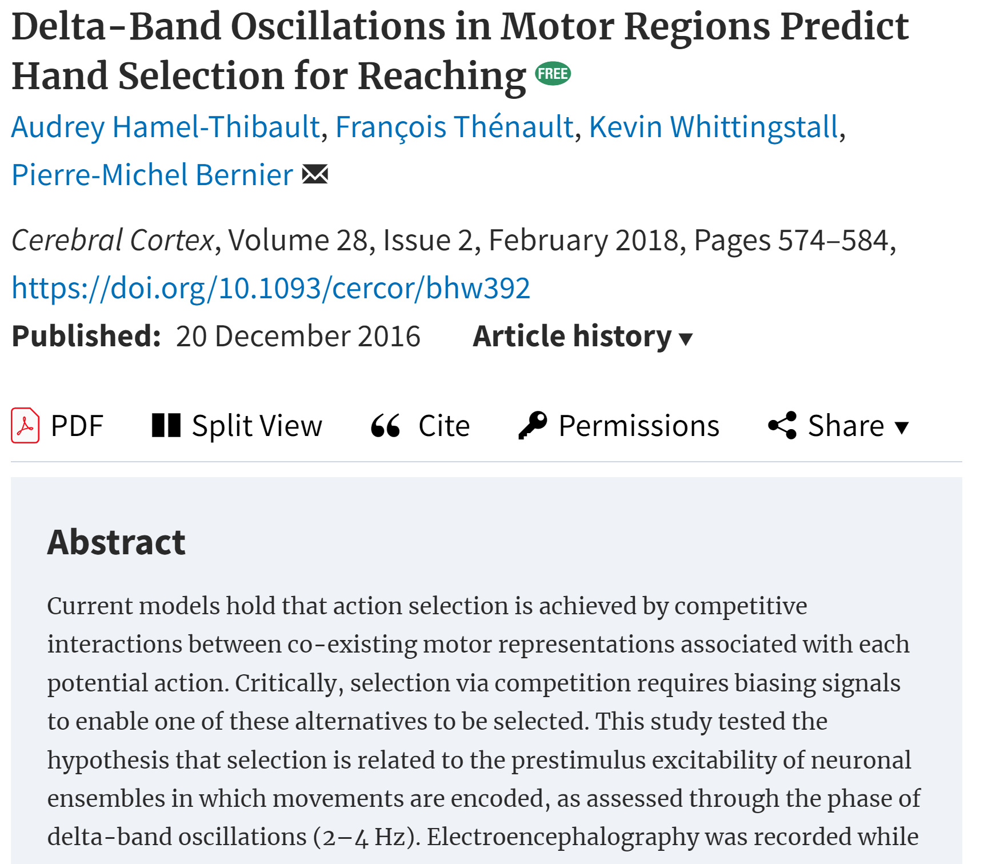 Delta-Band Oscillations in Motor Regions Predict
Hand Selection for Reaching FREE
Audrey Hamel-Thibault, François Thénault, Kevin Whittingstall,
Pierre-Michel Bernier
Cerebral Cortex, Volume 28, Issue 2, February 2018, Pages 574–584,
https://doi.org/10.1093/cercor/bhw392
Published: 20 December 2016 Article history
PDF Split View Cite Permissions Share
Abstract
Current models hold that action selection is achieved by competitive
interactions between co-existing motor representations associated with each
potential action. Critically, selection via competition requires biasing signals
to enable one of these alternatives to be selected. This study tested the
hypothesis that selection is related to the prestimulus excitability of neuronal
ensembles in which movements are encoded, as assessed through the phase of
delta-band oscillations (2–4 Hz). Electroencephalography was recorded while